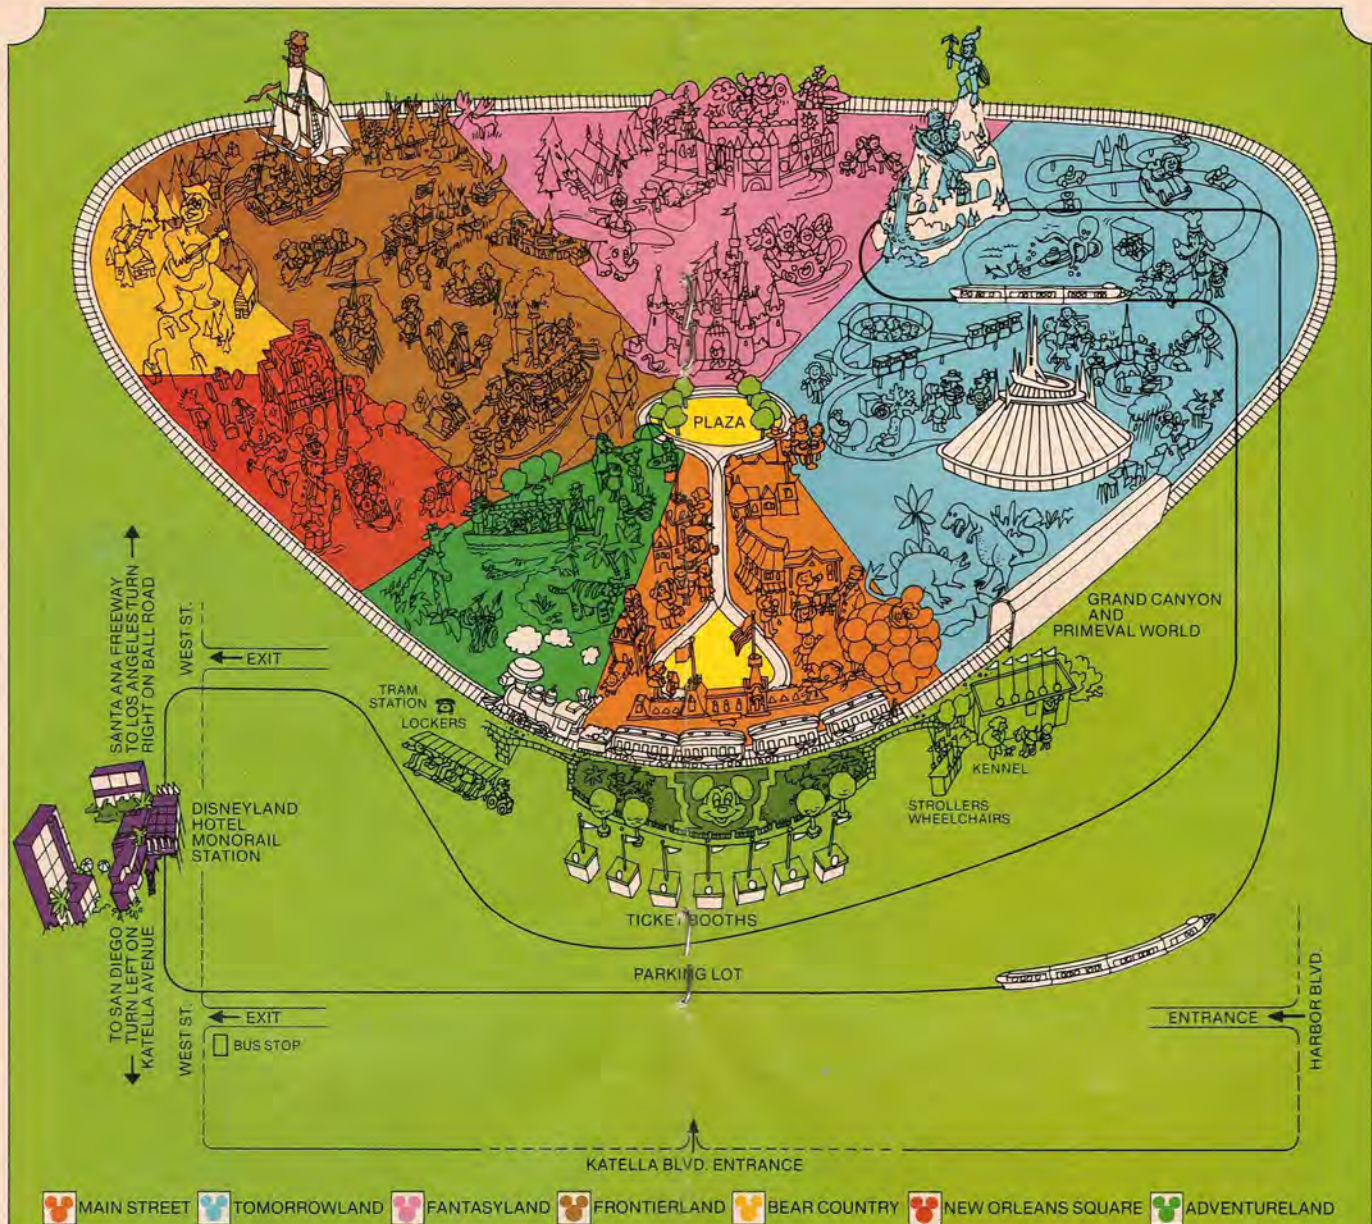 PLAZA
GRAND CANYON
AND
PRIMEVAL WORLD
SANTA ANA FREEWAY
TO LOS ANGELES TURN
RIGHT ON BALL ROAD
WEST ST.
EXIT
TRAM
STATION
LOCKERS
KENNEL
STROLLERS
WHEELCHAIRS
DISNEYLAND
HOTEL
MONORAIL
STATION
TICKET BOOTHS
PARKING LOT
TO SAN DIEGO
TURN LEFT ON
KATELLA AVENUE
WEST ST.
EXIT
BUS STOP
ENTRANCE
HARBOR BLVD.
KATELLA BLVD. ENTRANCE
MAIN STREET
TOMORROWLAND
FANTASYLAND
FRONTIERLAND
BEAR COUNTRY
NEW ORLEANS SQUARE
ADVENTURELAND